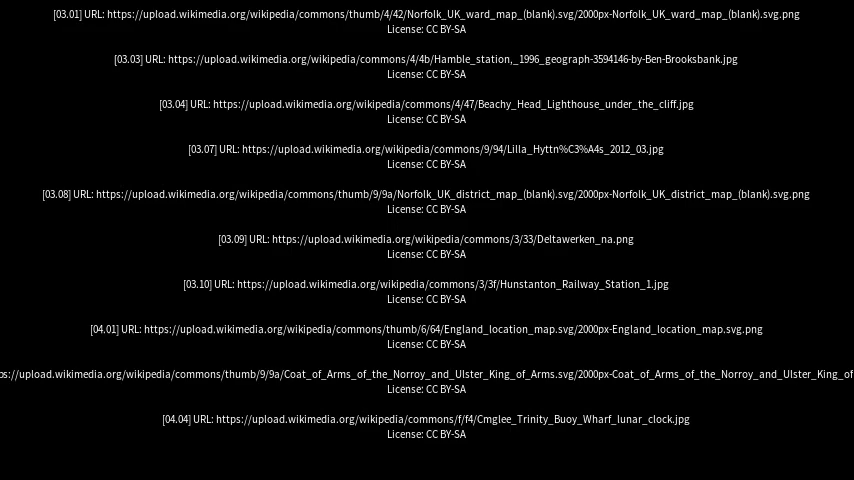 [03.01] URL: https://upload.wikimedia.org/wikipedia/commons/thumb/4/42/Norfolk_UK_ward_map_(blank).svg/2000px-Norfolk_UK_ward_map_(blank).svg.png
License: CC BY-SA
[03.03] URL: https://upload.wikimedia.org/wikipedia/commons/4/4b/Hamble_station,_1996_geograph-3594146-by-Ben-Brooksbank.jpg
License: CC BY-SA
[03.04] URL: https://upload.wikimedia.org/wikipedia/commons/4/47/Beachy_Head_Lighthouse_under_the_cliff.jpg
License: CC BY-SA
[03.07] URL: https://upload.wikimedia.org/wikipedia/commons/9/94/Lilla_Hyttn%C3%A4s_2012_03.jpg
License: CC BY-SA
[03.08] URL: https://upload.wikimedia.org/wikipedia/commons/thumb/9/9a/Norfolk_UK_district_map_(blank).svg/2000px-Norfolk_UK_district_map_(blank).svg.png
License: CC BY-SA
[03.09] URL: https://upload.wikimedia.org/wikipedia/commons/3/33/Deltawerken_na.png
License: CC BY-SA
[03.10] URL: https://upload.wikimedia.org/wikipedia/commons/3/3f/Hunstanton_Railway_Station_1.jpg
License: CC BY-SA
[04.01] URL: https://upload.wikimedia.org/wikipedia/commons/thumb/6/64/England_location_map.svg/2000px-England_location_map.svg.png
License: CC BY-SA
ps://upload.wikimedia.org/wikipedia/commons/thumb/9/9a/Coat_of_Arms_of_the_Norroy_and_Ulster_King_of_Arms.svg/2000px-Coat_of_Arms_of_the_Norroy_and_Ulster_King_of
License: CC BY-SA
[04.04] URL: https://upload.wikimedia.org/wikipedia/commons/f/f4/Cmglee_Trinity_Buoy_Wharf_lunar_clock.jpg
License: CC BY-SA